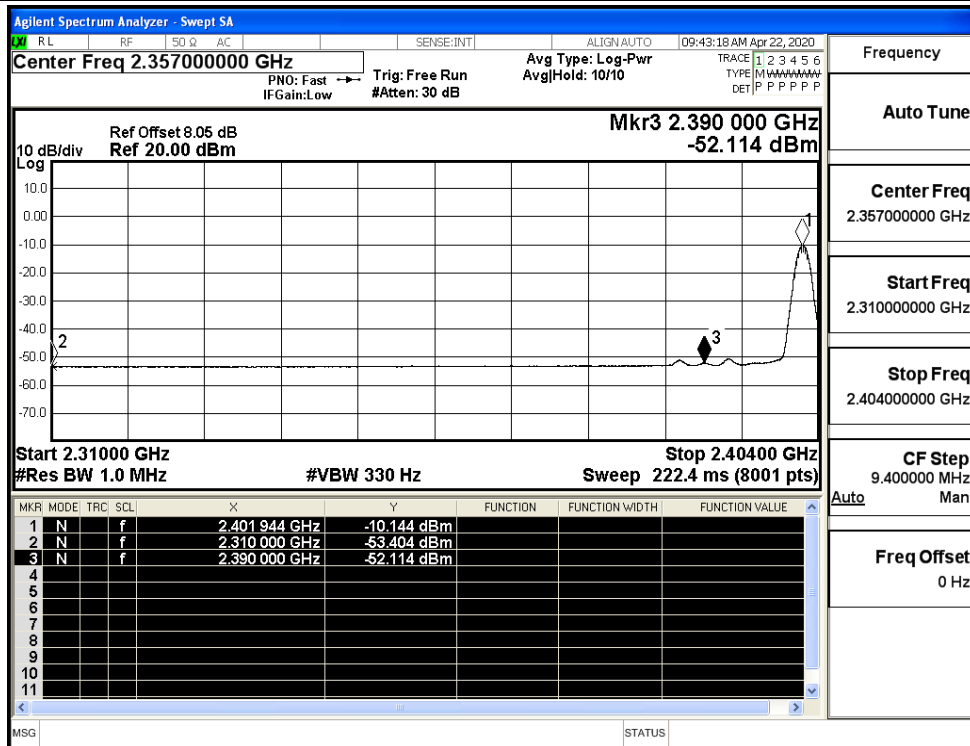 Agilent Spectrum Analyzer - Swept SA
LXI RL RF 50 Ω AC SENSE:INT ALIGN AUTO 09:43:18 AM Apr 22, 2020
Center Freq 2.357000000 GHz
PNO: Fast
IFGain:Low
Trig: Free Run
#Atten: 30 dB
Avg Type: Log-Pwr
Avg|Hold: 10/10
TRACE 1 2 3 4 5 6
TYPE M WWWWW
DET P P P P P P
Ref Offset 8.05 dB
10 dB/div Ref 20.00 dBm
Log
Mkr3 2.390 000 GHz
-52.114 dBm
10.0
0.00
-10.0
-20.0
-30.0
-40.0
-50.0
-60.0
-70.0
1
2
3
Start 2.31000 GHz Stop 2.40400 GHz
#Res BW 1.0 MHz #VBW 330 Hz Sweep 222.4 ms (8001 pts)
MKR MODE TRC SCL X Y FUNCTION FUNCTION WIDTH FUNCTION VALUE
1 N f 2.401 944 GHz -10.144 dBm
2 N f 2.310 000 GHz -53.404 dBm
3 N f 2.390 000 GHz -52.114 dBm
4
5
6
7
8
9
10
11
MSG STATUS
Frequency
Auto Tune
Center Freq
2.357000000 GHz
Start Freq
2.310000000 GHz
Stop Freq
2.404000000 GHz
CF Step
9.400000 MHz
Auto Man
Freq Offset
0 Hz